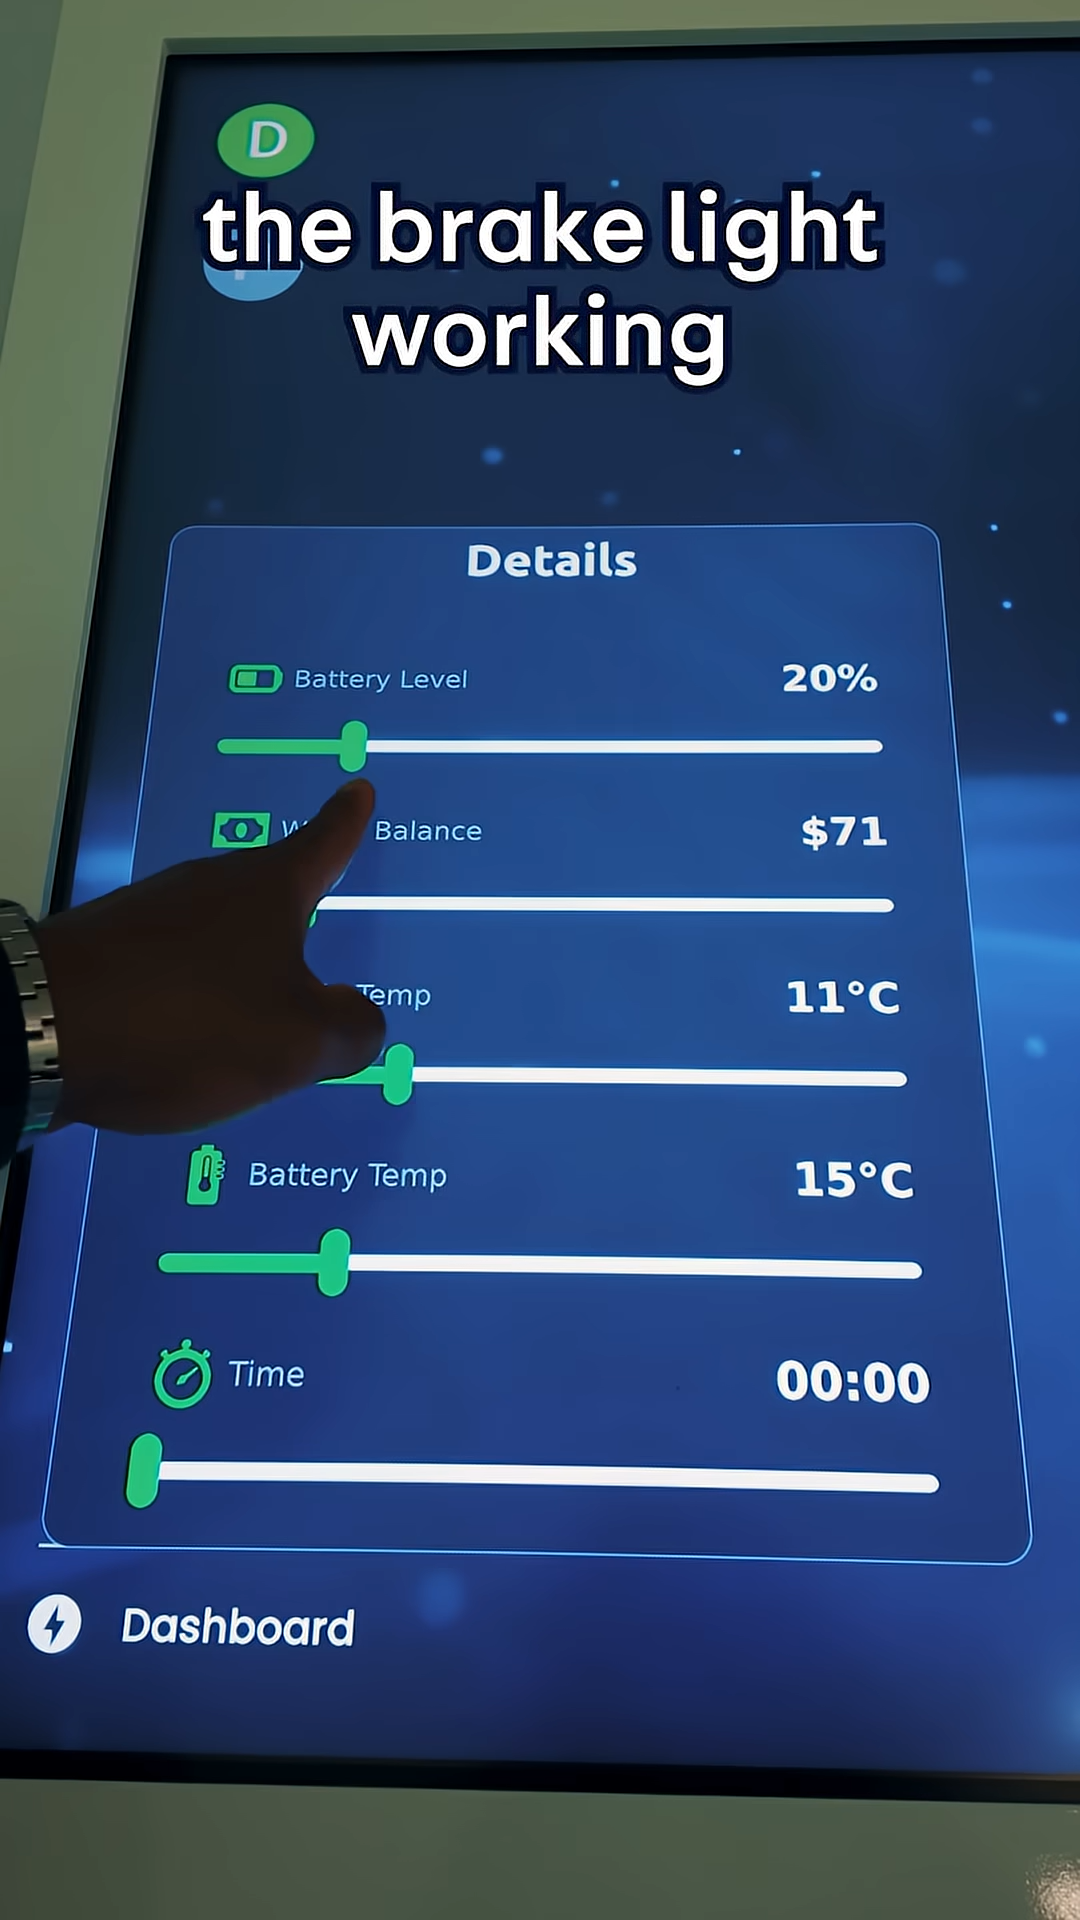 D
the brake light
working
Details
Battery Level
20%
Balance
$71
Temp
11°C
Battery Temp
15°C
Time
00:00
Dashboard